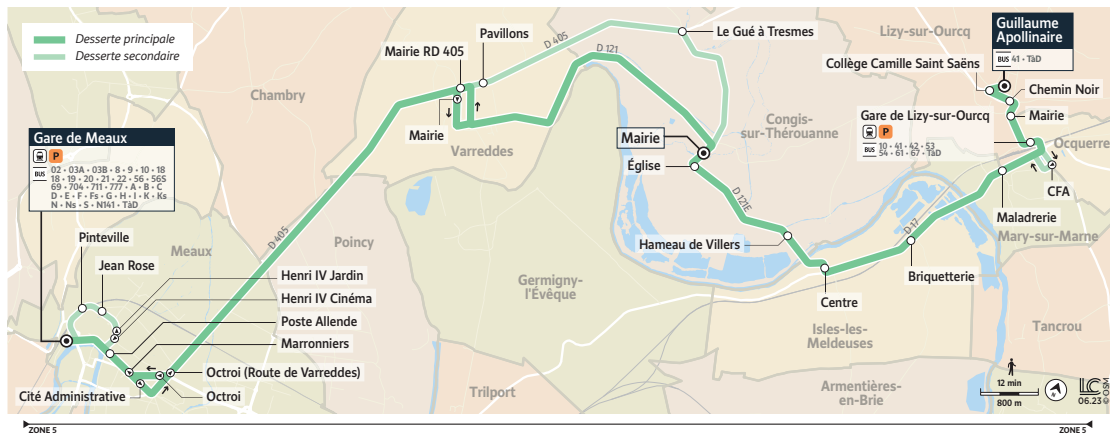 Desserte principale
Desserte secondaire
Pavillons
Mairie RD 405
D 405
D 121
Le Gué à Tresmes
Lizy-sur-Ourcq
Guillaume
Apollinaire
BUS 41 • TàD
Collège Camille Saint Saëns
Chemin Noir
Mairie
Chambry
Mairie
Varreddes
Congis
-sur-Thérouanne
Gare de Lizy-sur-Ourcq
P
BUS 10 • 41 • 42 • 53
54 • 61 • 67 • TàD
Ocquerre
Gare de Meaux
P
BUS 02 • 03A • 03B • 8 • 9 • 10 • 18
18 • 19 • 20 • 21 • 22 • 56 • 56S
69 • 704 • 711 • 777 • A • B • C
D • E • F • Fs • G • H • I • K • Ks
N • Ns • S • N141 • TàD
Mairie
Église
CFA
Maladrerie
Mary-sur-Marne
D 121E
D 17
Pinteville
Jean Rose
Meaux
D 405
Poincy
Hameau de Villers
Briquetterie
Henri IV Jardin
Henri IV Cinéma
Germigny-
l'Évêque
Centre
Poste Allende
Marronniers
Isles-les-
Meldeuses
Tancrou
Octroi (Route de Varreddes)
Cité Administrative
Octroi
Trilport
Armentières-
en-Brie
12 min
800 m
LC
06.23
© OSM
ZONE 5
ZONE 5